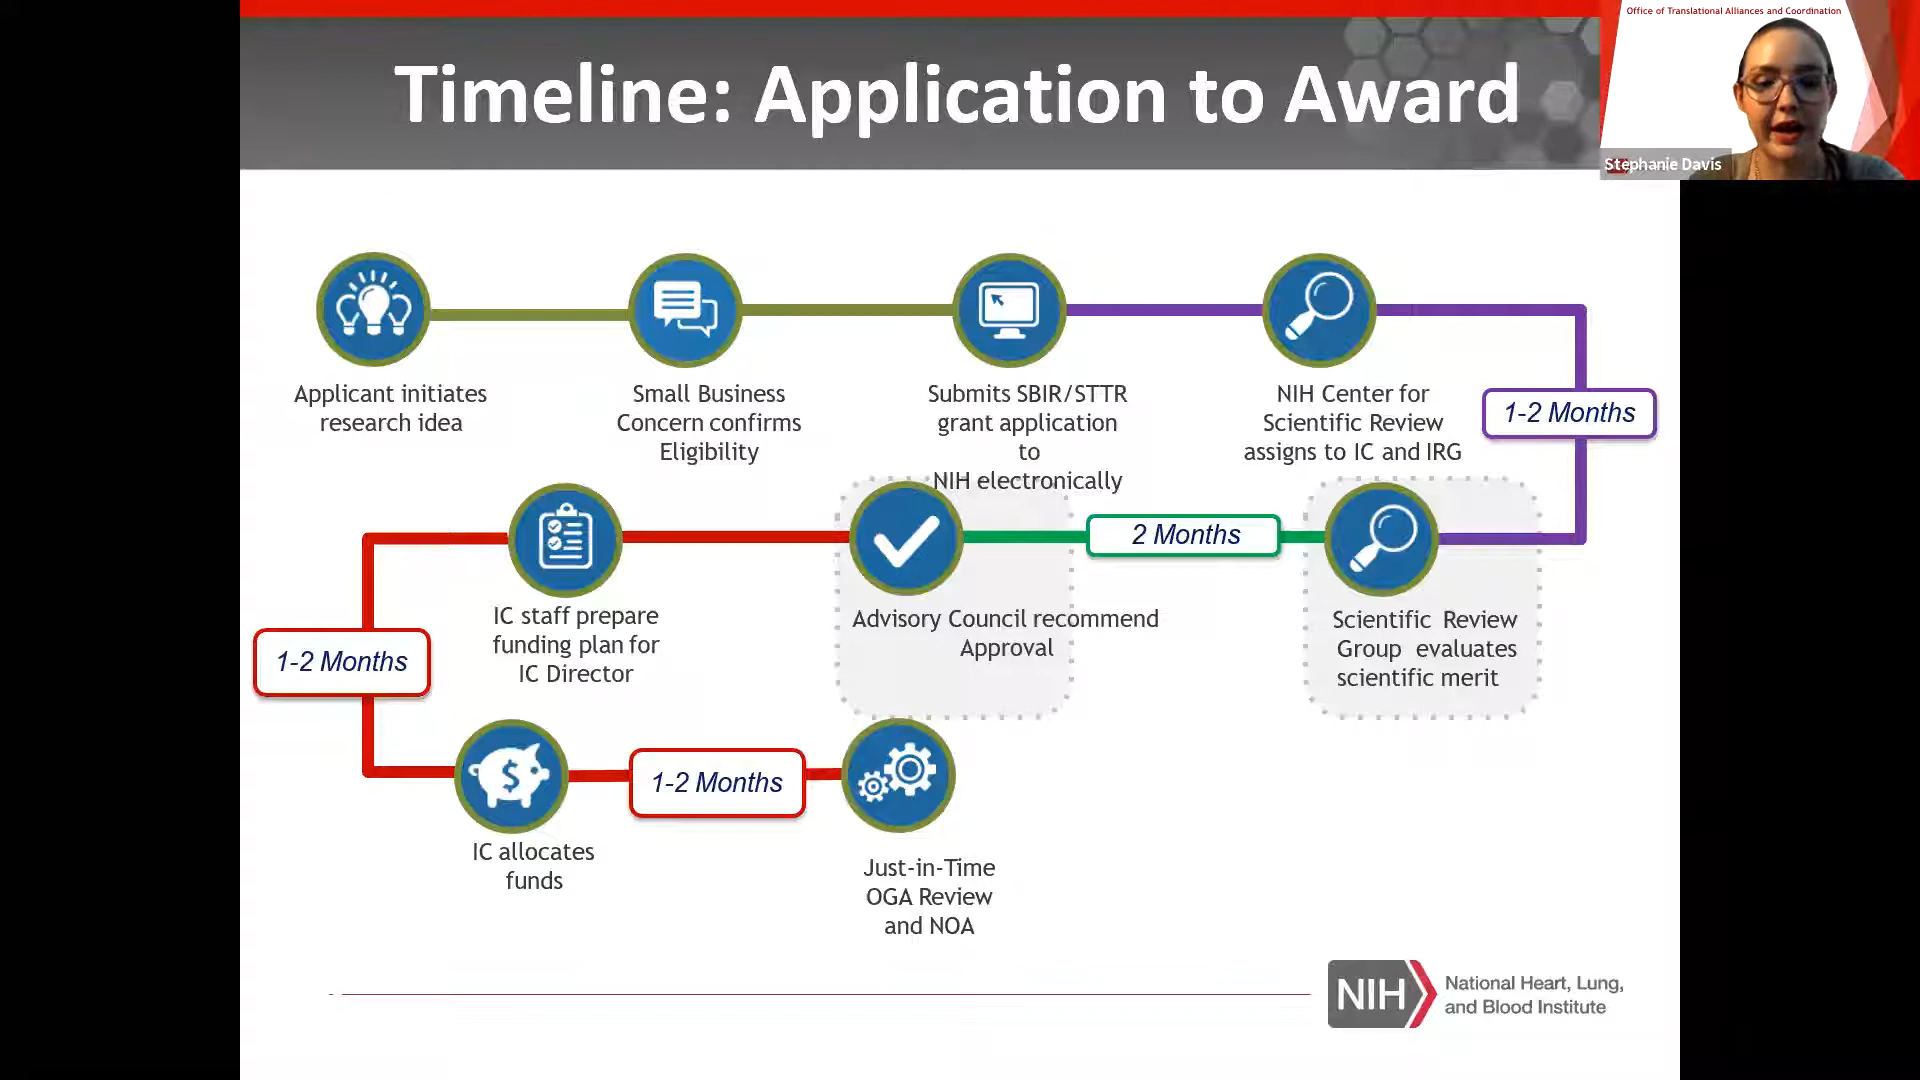 Timeline: Application to Award
Office of Translational Alliances and Coordination
Stephanie Davis
Applicant initiates
research idea
Small Business
Concern confirms
Eligibility
Submits SBIR/STTR
grant application
to
NIH electronically
NIH Center for
Scientific Review
assigns to IC and IRG
1-2 Months
Scientific Review
Group evaluates
scientific merit
2 Months
Advisory Council recommend
Approval
IC staff prepare
funding plan for
IC Director
1-2 Months
IC allocates
funds
1-2 Months
Just-in-Time
OGA Review
and NOA
NIH
National Heart, Lung,
and Blood Institute